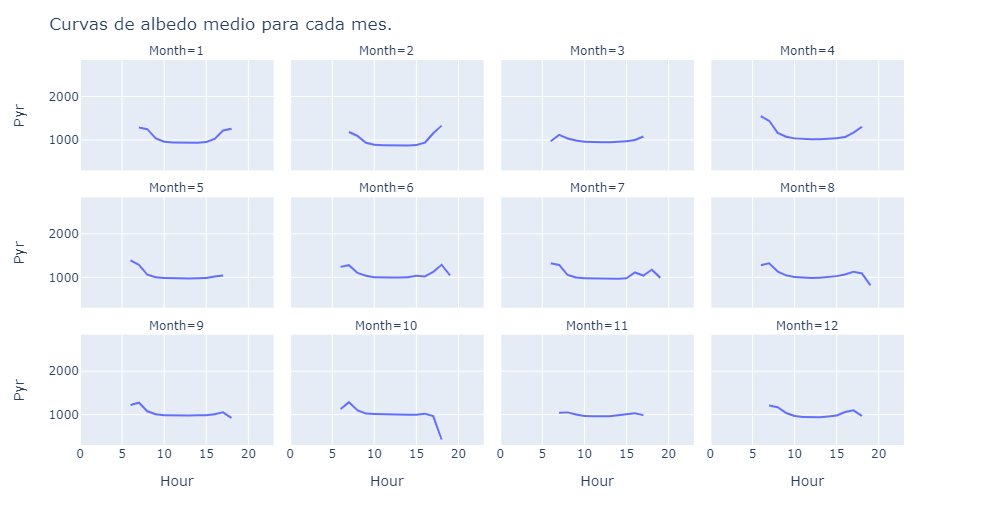 Curvas de albedo medio para cada mes.
Month=1 Month=2 Month=3 Month=4
2000
1000
Pyr
Month=5 Month=6 Month=7 Month=8
2000
1000
Pyr
Month=9 Month=10 Month=11 Month=12
2000
1000
Pyr
0 5 10 15 20 0 5 10 15 20 0 5 10 15 20 0 5 10 15 20
Hour Hour Hour Hour